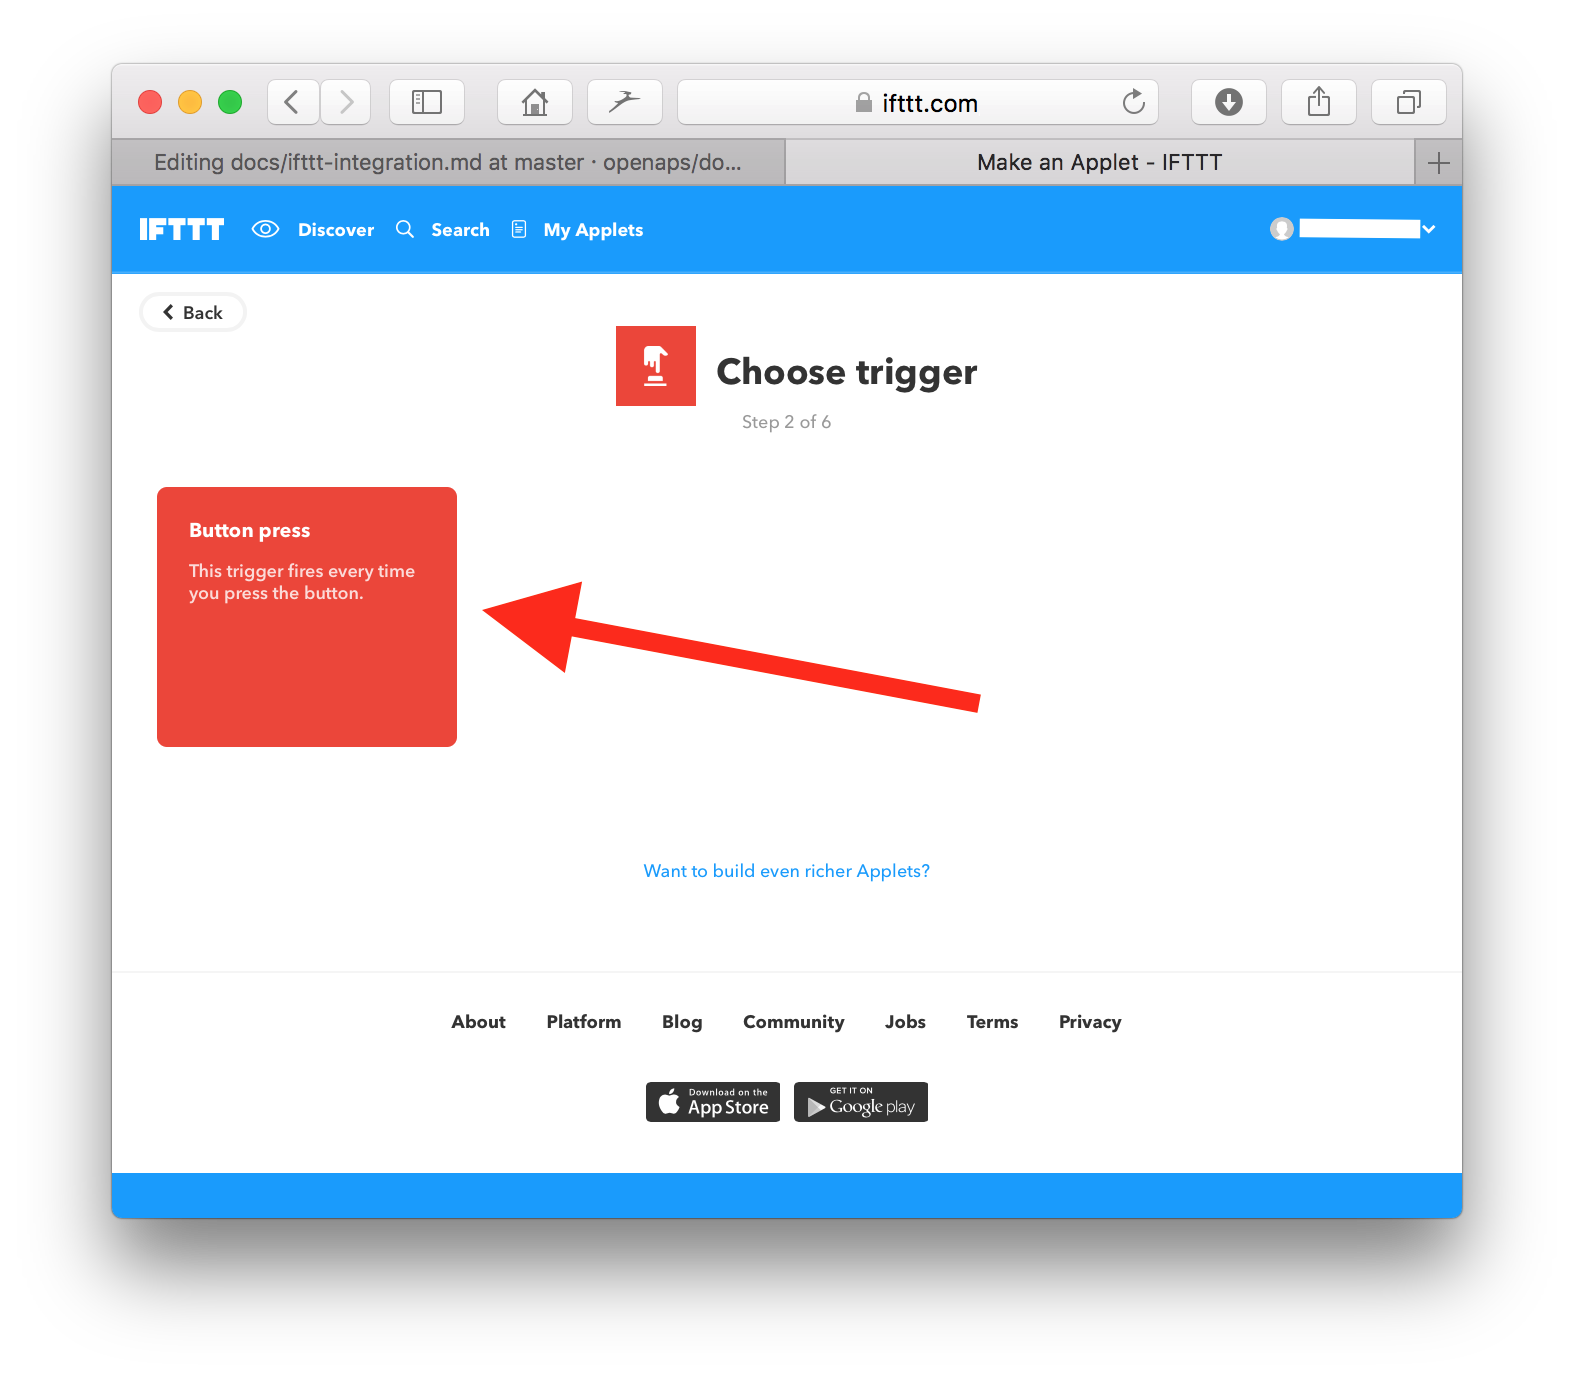 ifttt.com
Editing docs/ifttt-integration.md at master · openaps/do...
Make an Applet - IFTTT
IFTTT Discover Search My Applets
Back
Choose trigger
Step 2 of 6
Button press
This trigger fires every time
you press the button.
Want to build even richer Applets?
About Platform Blog Community Jobs Terms Privacy
Download on the
App Store
GET IT ON
Google play